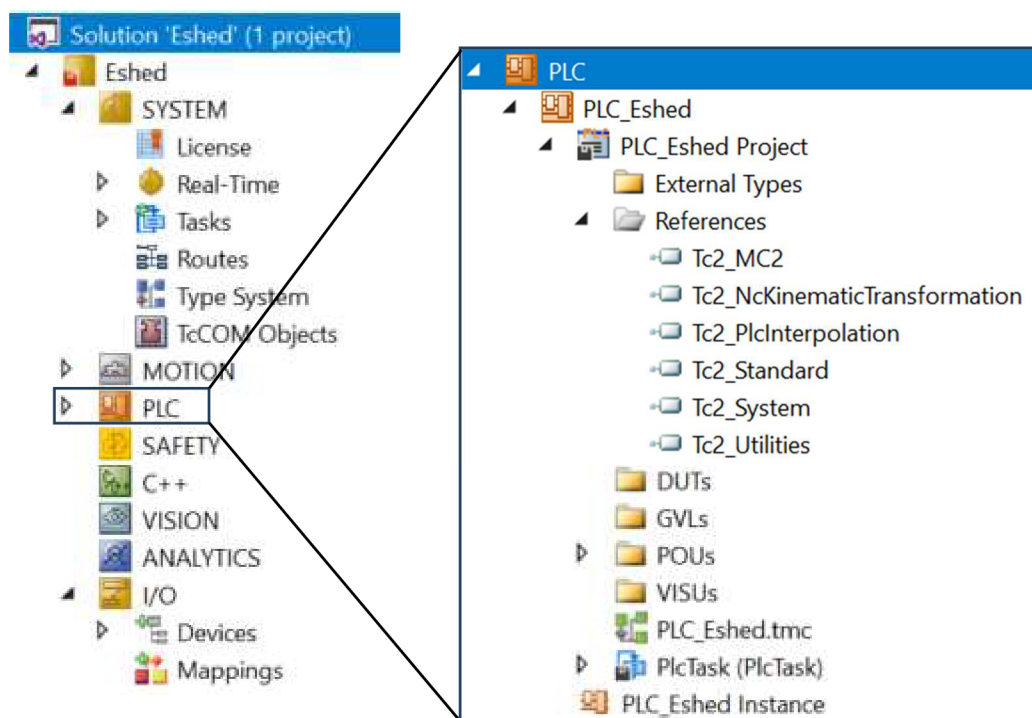 Solution 'Eshed' (1 project)
Eshed
SYSTEM
License
Real-Time
Tasks
Routes
Type System
TcCOM Objects
MOTION
PLC
SAFETY
C++
VISION
ANALYTICS
I/O
Devices
Mappings
PLC
PLC_Eshed
PLC_Eshed Project
External Types
References
Tc2_MC2
Tc2_NcKinematicTransformation
Tc2_PlcInterpolation
Tc2_Standard
Tc2_System
Tc2_Utilities
DUTs
GVLs
POUs
VISUs
PLC_Eshed.tmc
PlcTask (PlcTask)
PLC_Eshed Instance